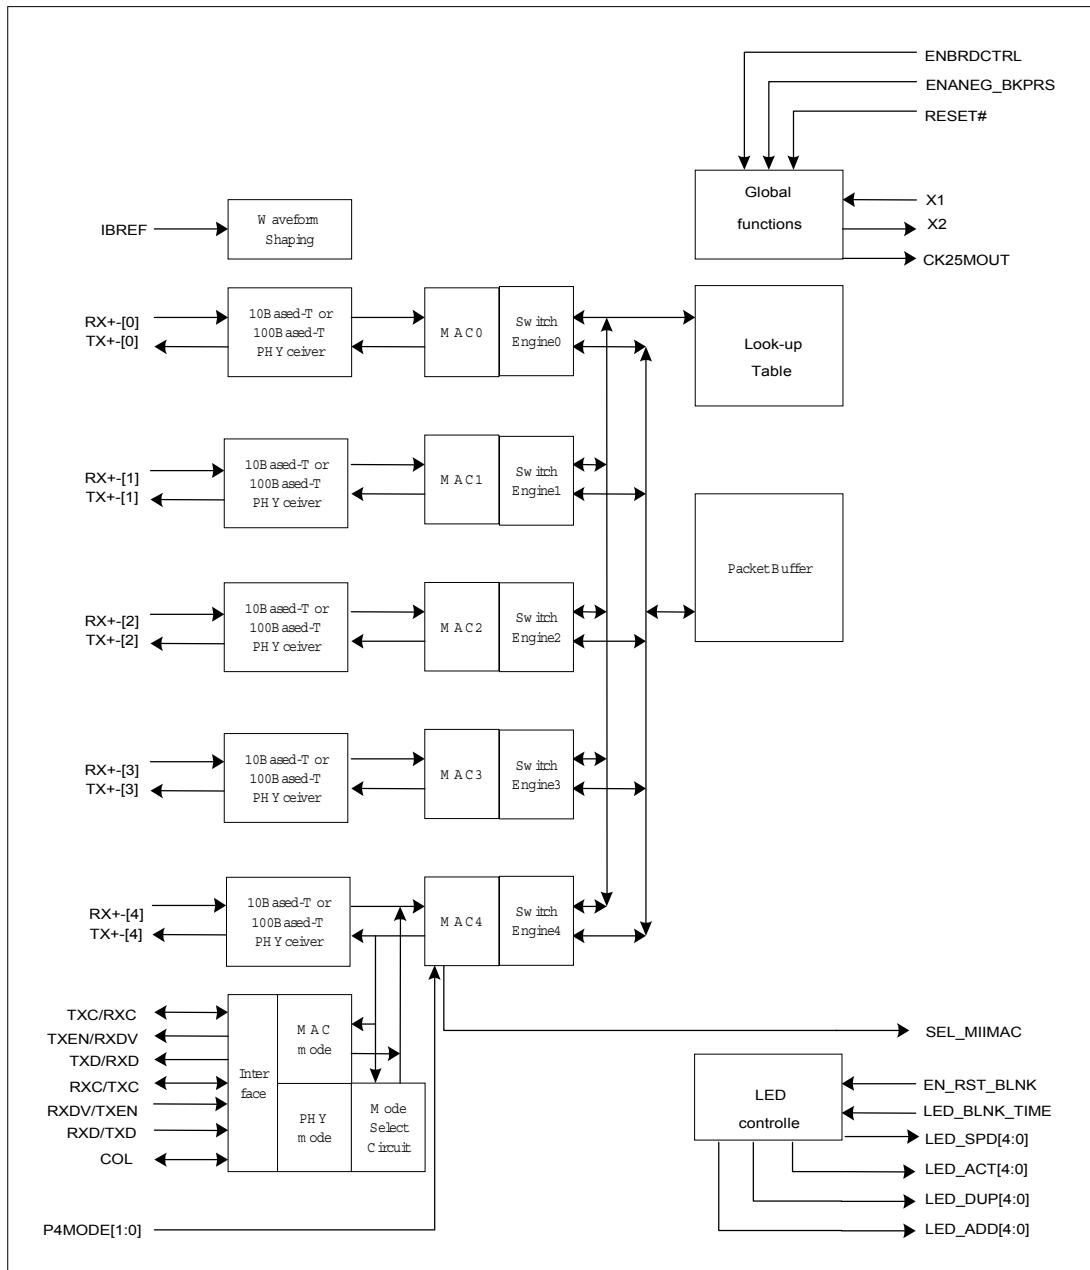 ENBRDCTRL
ENANEG_BKPRS
RESET#
Global
functions
X1
X2
CK25MOUT
IBREF
Waveform
Shaping
RX+-[0]
TX+-[0]
10Based-T or
100Based-T
PHYceiver
MAC0
Switch
Engine0
Look-up
Table
RX+-[1]
TX+-[1]
10Based-T or
100Based-T
PHYceiver
MAC1
Switch
Engine1
PacketBuffer
RX+-[2]
TX+-[2]
10Based-T or
100Based-T
PHYceiver
MAC2
Switch
Engine2
RX+-[3]
TX+-[3]
10Based-T or
100Based-T
PHYceiver
MAC3
Switch
Engine3
RX+-[4]
TX+-[4]
10Based-T or
100Based-T
PHYceiver
MAC4
Switch
Engine4
TXC/RXC
TXEN/RXDV
TXD/RXD
RXC/TXC
RXDV/TXEN
RXD/TXD
COL
Inter
face
MAC
mode
PHY
mode
Mode
Select
Circuit
P4MODE[1:0]
SEL_MIIMAC
LED
controlle
EN_RST_BLNK
LED_BLNK_TIME
LED_SPD[4:0]
LED_ACT[4:0]
LED_DUP[4:0]
LED_ADD[4:0]